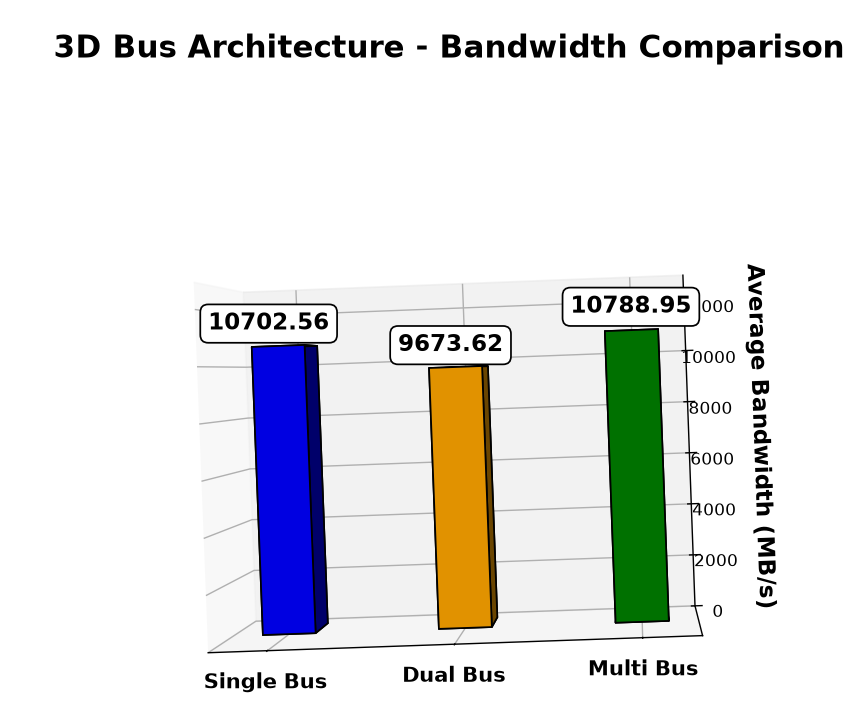 3D Bus Architecture - Bandwidth Comparison
10702.56
9673.62
10788.95
000
10000
8000
6000
4000
2000
0
Average Bandwidth (MB/s)
Single Bus
Dual Bus
Multi Bus